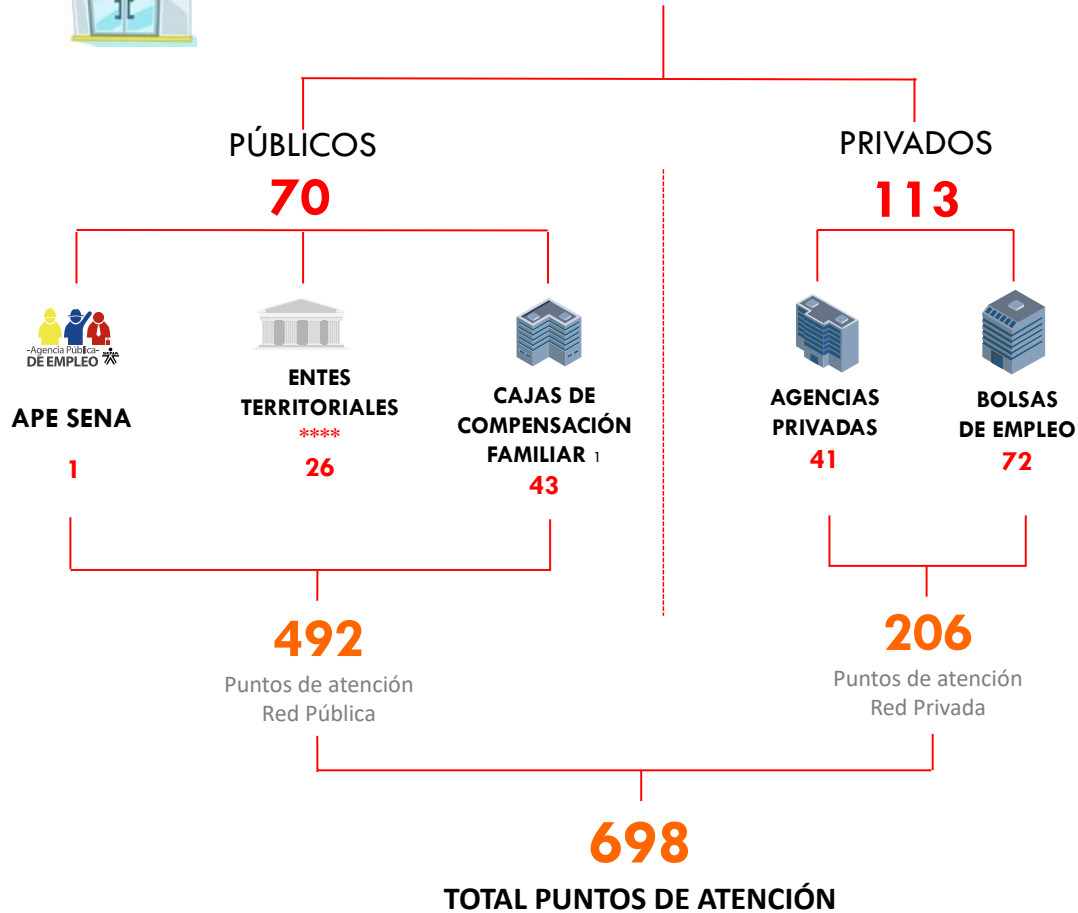 PÚBLICOS
70
PRIVADOS
113
-Agencia Pública-
DE EMPLEO
SENA
APE SENA
1
ENTES
TERRITORIALES
****
26
CAJAS DE
COMPENSACIÓN
FAMILIAR 1
43
AGENCIAS
PRIVADAS
41
BOLSAS
DE EMPLEO
72
492
Puntos de atención
Red Pública
206
Puntos de atención
Red Privada
698
TOTAL PUNTOS DE ATENCIÓN